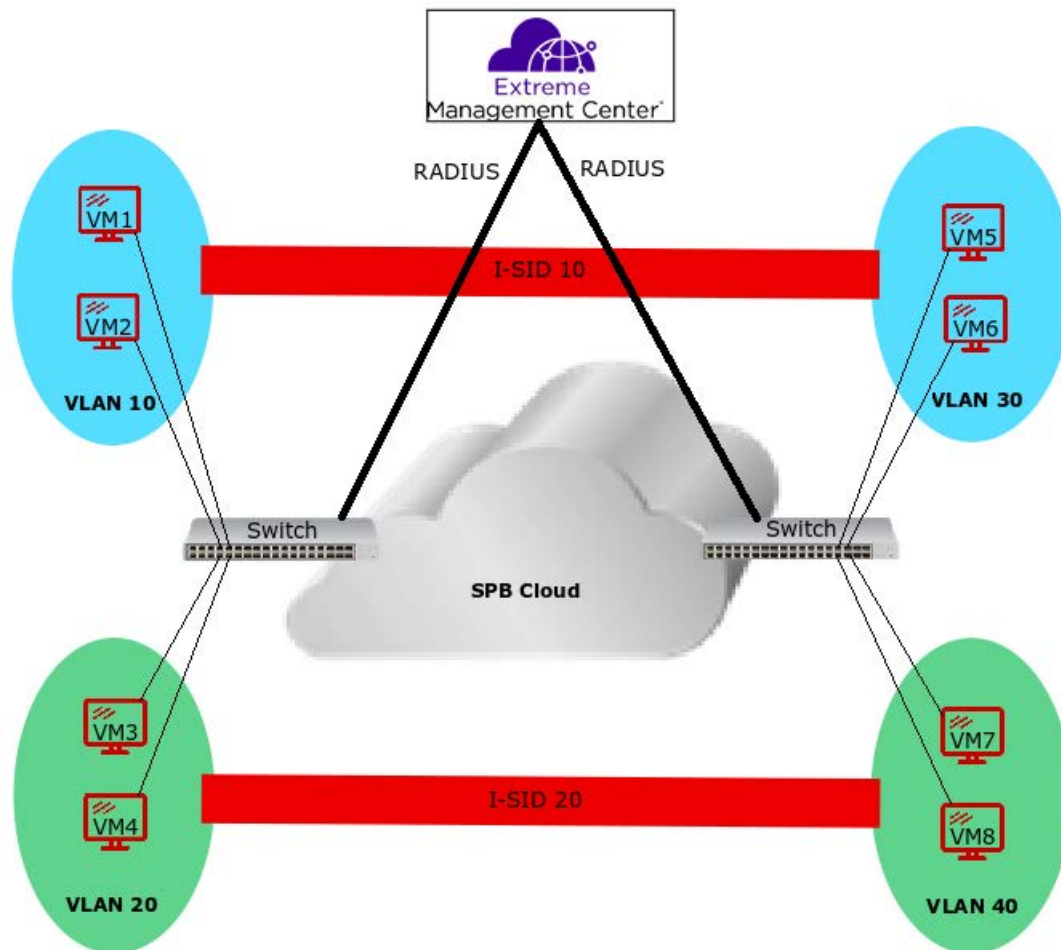 Extreme
Management Center
RADIUS
RADIUS
VM1
VM5
I-SID 10
VM2
VM6
VLAN 10
VLAN 30
Switch
Switch
SPB Cloud
VM3
VM7
I-SID 20
VM4
VM8
VLAN 20
VLAN 40